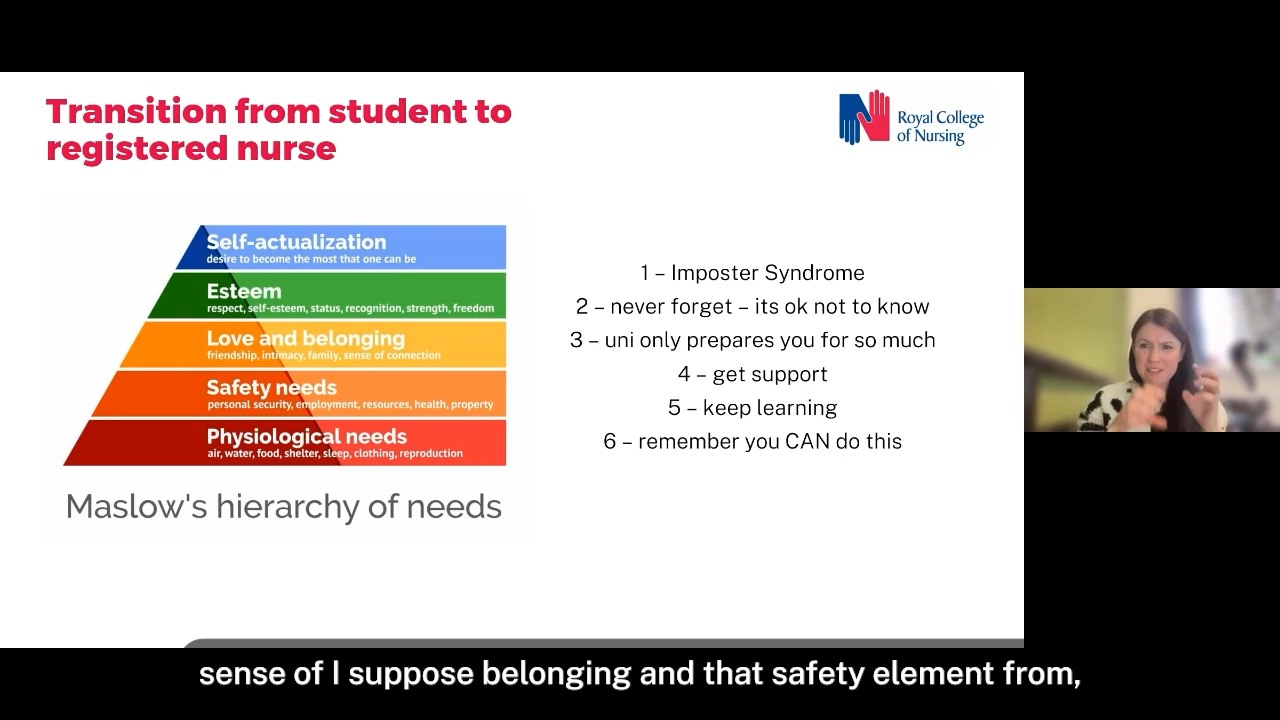 Transition from student to
registered nurse
Royal College
of Nursing
Self-actualization
desire to become the most that one can be
Esteem
respect, self-esteem, status, recognition, strength, freedom
Love and belonging
friendship, intimacy, family, sense of connection
Safety needs
personal security, employment, resources, health, property
Physiological needs
air, water, food, shelter, sleep, clothing, reproduction
Maslow's hierarchy of needs
1 – Imposter Syndrome
2 – never forget – its ok not to know
3 – uni only prepares you for so much
4 – get support
5 – keep learning
6 – remember you CAN do this
sense of I suppose belonging and that safety element from,